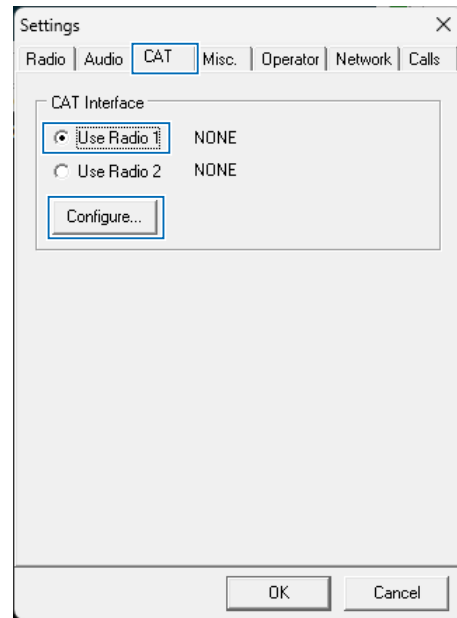 Settings
Radio Audio CAT Misc. Operator Network Calls
CAT Interface
Use Radio 1 NONE
Use Radio 2 NONE
Configure...
OK Cancel